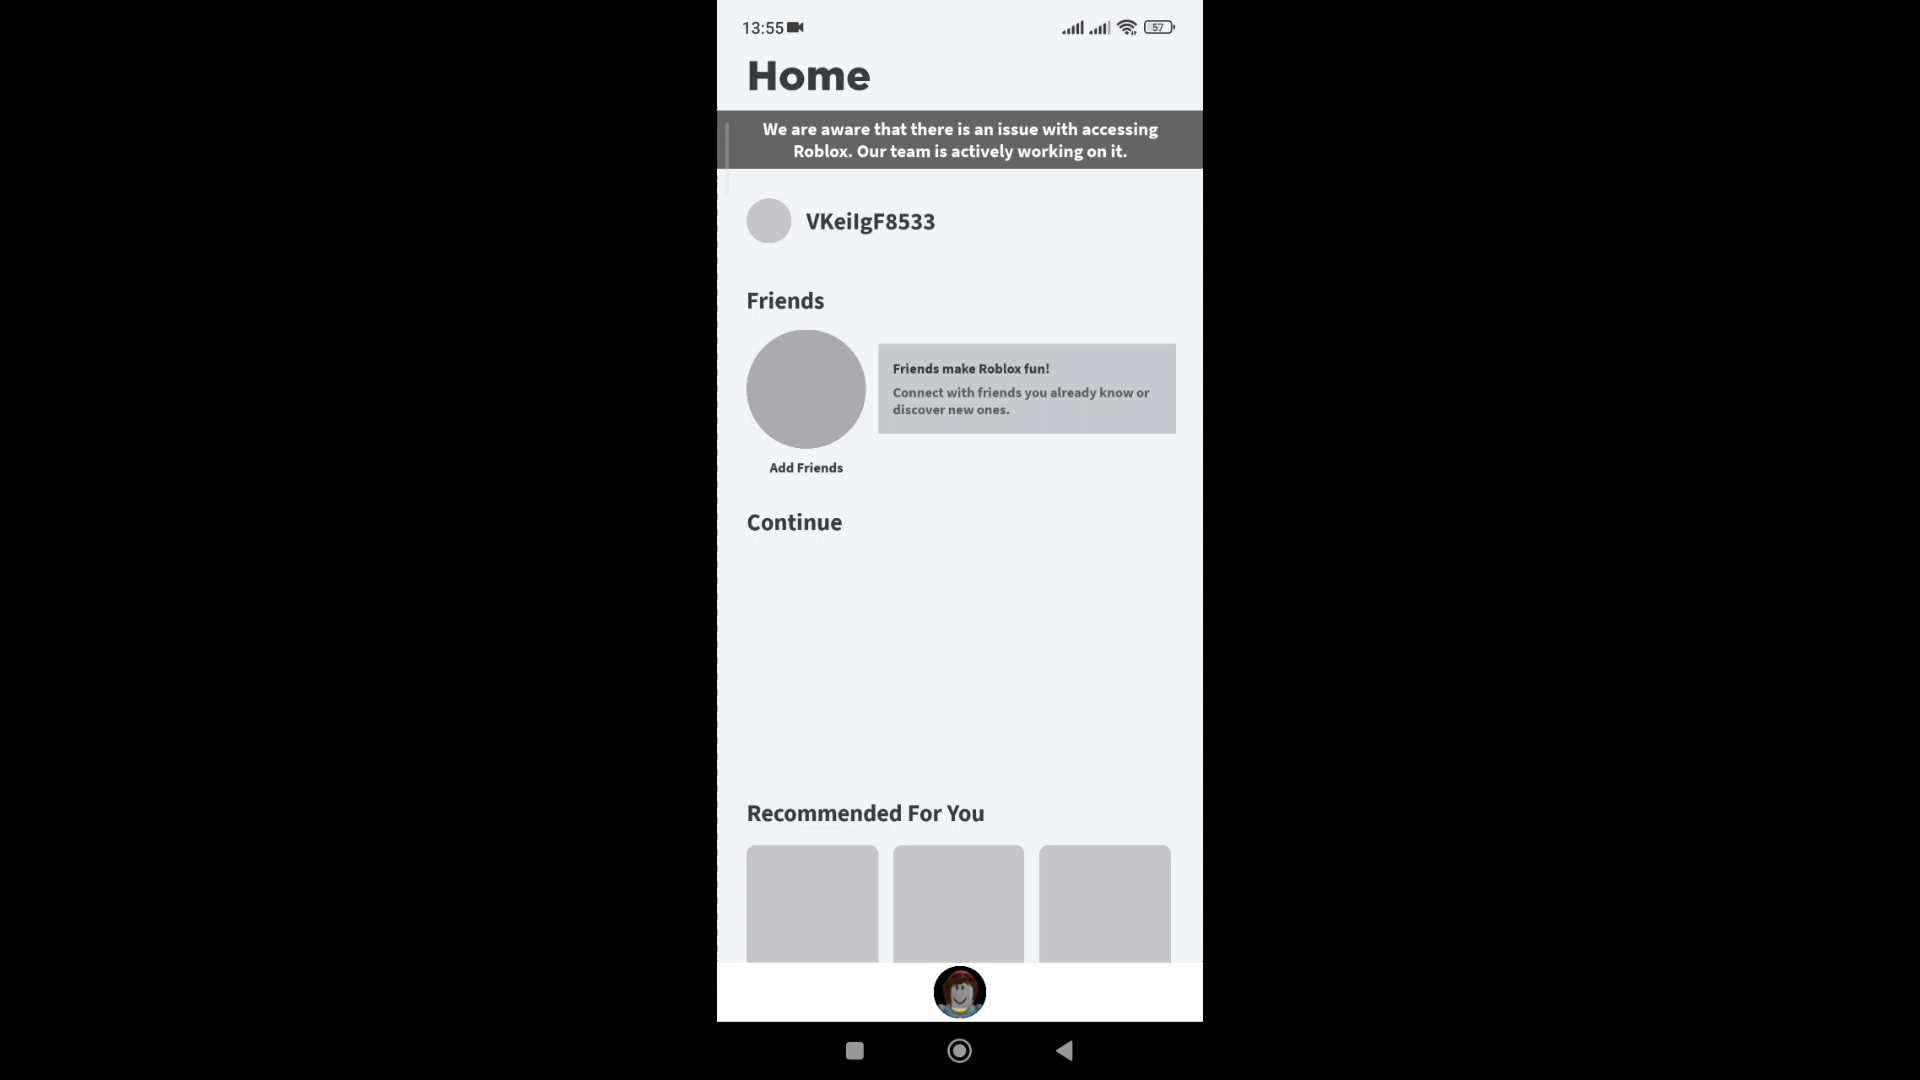 13:55
57
Home
We are aware that there is an issue with accessing
Roblox. Our team is actively working on it.
VKeiIgF8533
Friends
Friends make Roblox fun!
Connect with friends you already know or
discover new ones.
Add Friends
Continue
Recommended For You